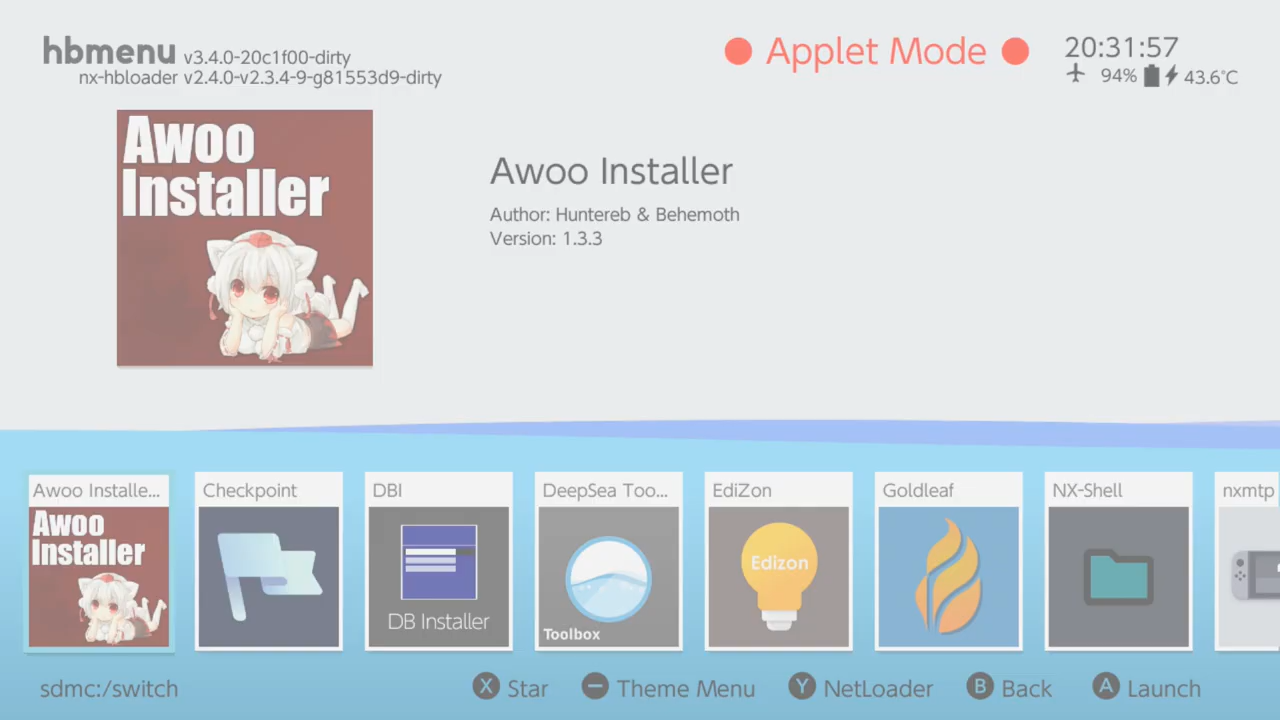 hbmenu v3.4.0-20c1f00-dirty
nx-hbloader v2.4.0-v2.3.4-9-g81553d9-dirty
Applet Mode
20:31:57
94% 43.6°C
Awoo
Installer
Awoo Installer
Author: Huntereb & Behemoth
Version: 1.3.3
Awoo Installe...
Awoo
Installer
Checkpoint
DBI
DB Installer
DeepSea Too...
Toolbox
EdiZon
Edizon
Goldleaf
NX-Shell
nxmtp
sdmc:/switch
X Star
Theme Menu
Y NetLoader
B Back
A Launch